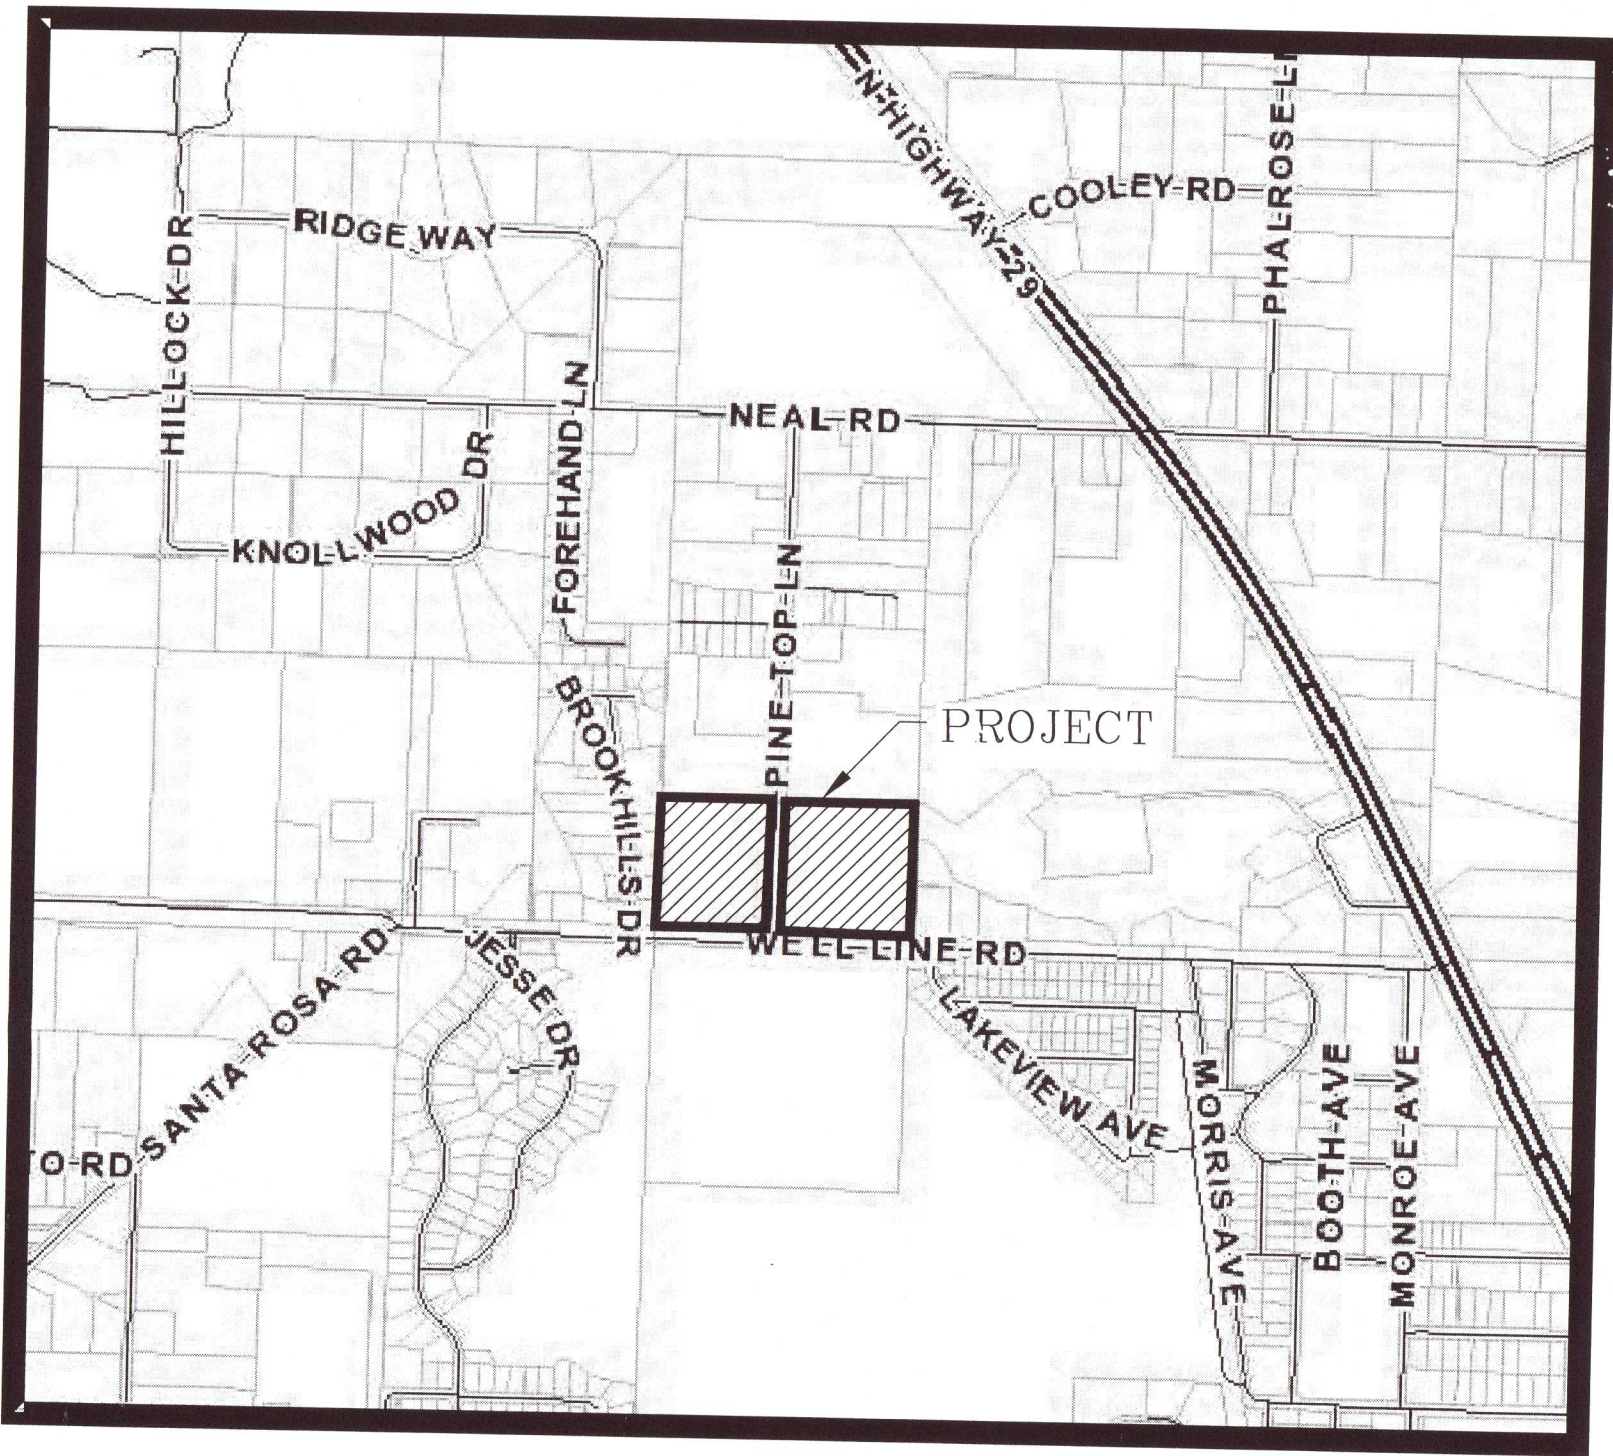 N HIGHWAY 29
COOLEY RD
PHALROSE L
RIDGE WAY
HILLOCK DR
NEAL RD
FOREHAND LN
KNOLLWOOD DR
PINE TOP LN
BROOKHILLS DR
PROJECT
WELL LINE RD
JESSE DR
SANTA ROSA RD
TO RD
LAKEVIEW AVE
MORRIS AVE
BOOTH AVE
MONROE AVE